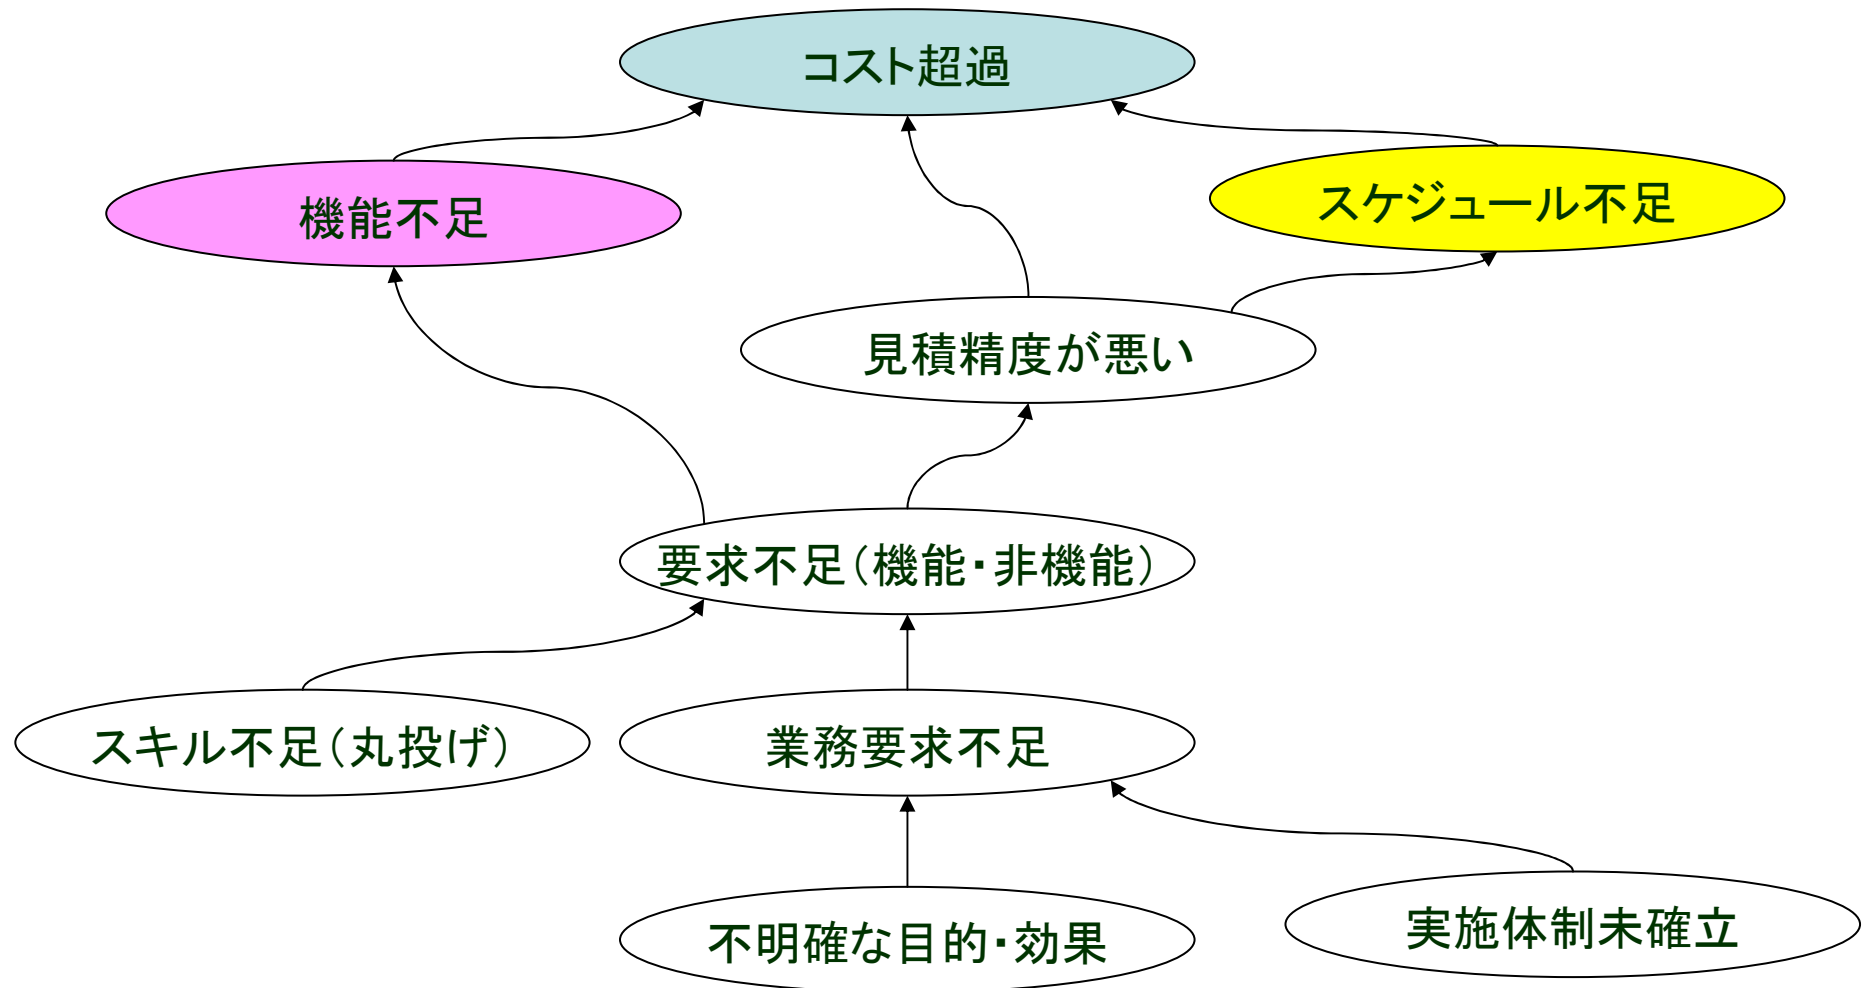 コスト超過
機能不足
スケジュール不足
見積精度が悪い
要求不足（機能・非機能）
スキル不足（丸投げ）
業務要求不足
不明確な目的・効果
実施体制未確立